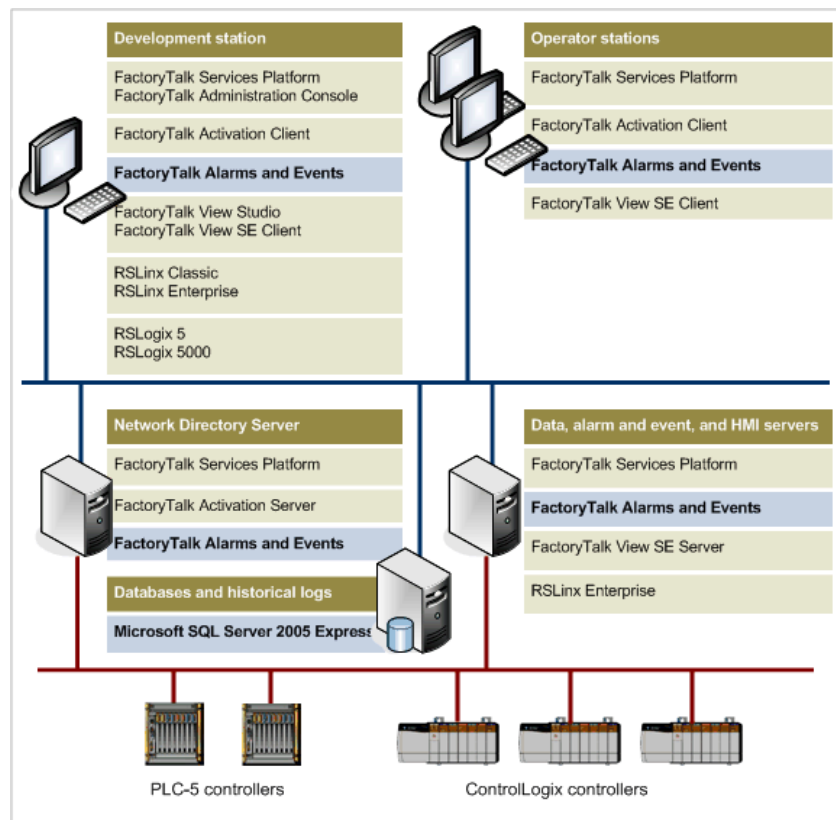 Development station
FactoryTalk Services Platform
FactoryTalk Administration Console
FactoryTalk Activation Client
FactoryTalk Alarms and Events
FactoryTalk View Studio
FactoryTalk View SE Client
RSLinx Classic
RSLinx Enterprise
RSLogix 5
RSLogix 5000
Operator stations
FactoryTalk Services Platform
FactoryTalk Activation Client
FactoryTalk Alarms and Events
FactoryTalk View SE Client
Network Directory Server
FactoryTalk Services Platform
FactoryTalk Activation Server
FactoryTalk Alarms and Events
Databases and historical logs
Microsoft SQL Server 2005 Express
Data, alarm and event, and HMI servers
FactoryTalk Services Platform
FactoryTalk Alarms and Events
FactoryTalk View SE Server
RSLinx Enterprise
PLC-5 controllers
ControlLogix controllers